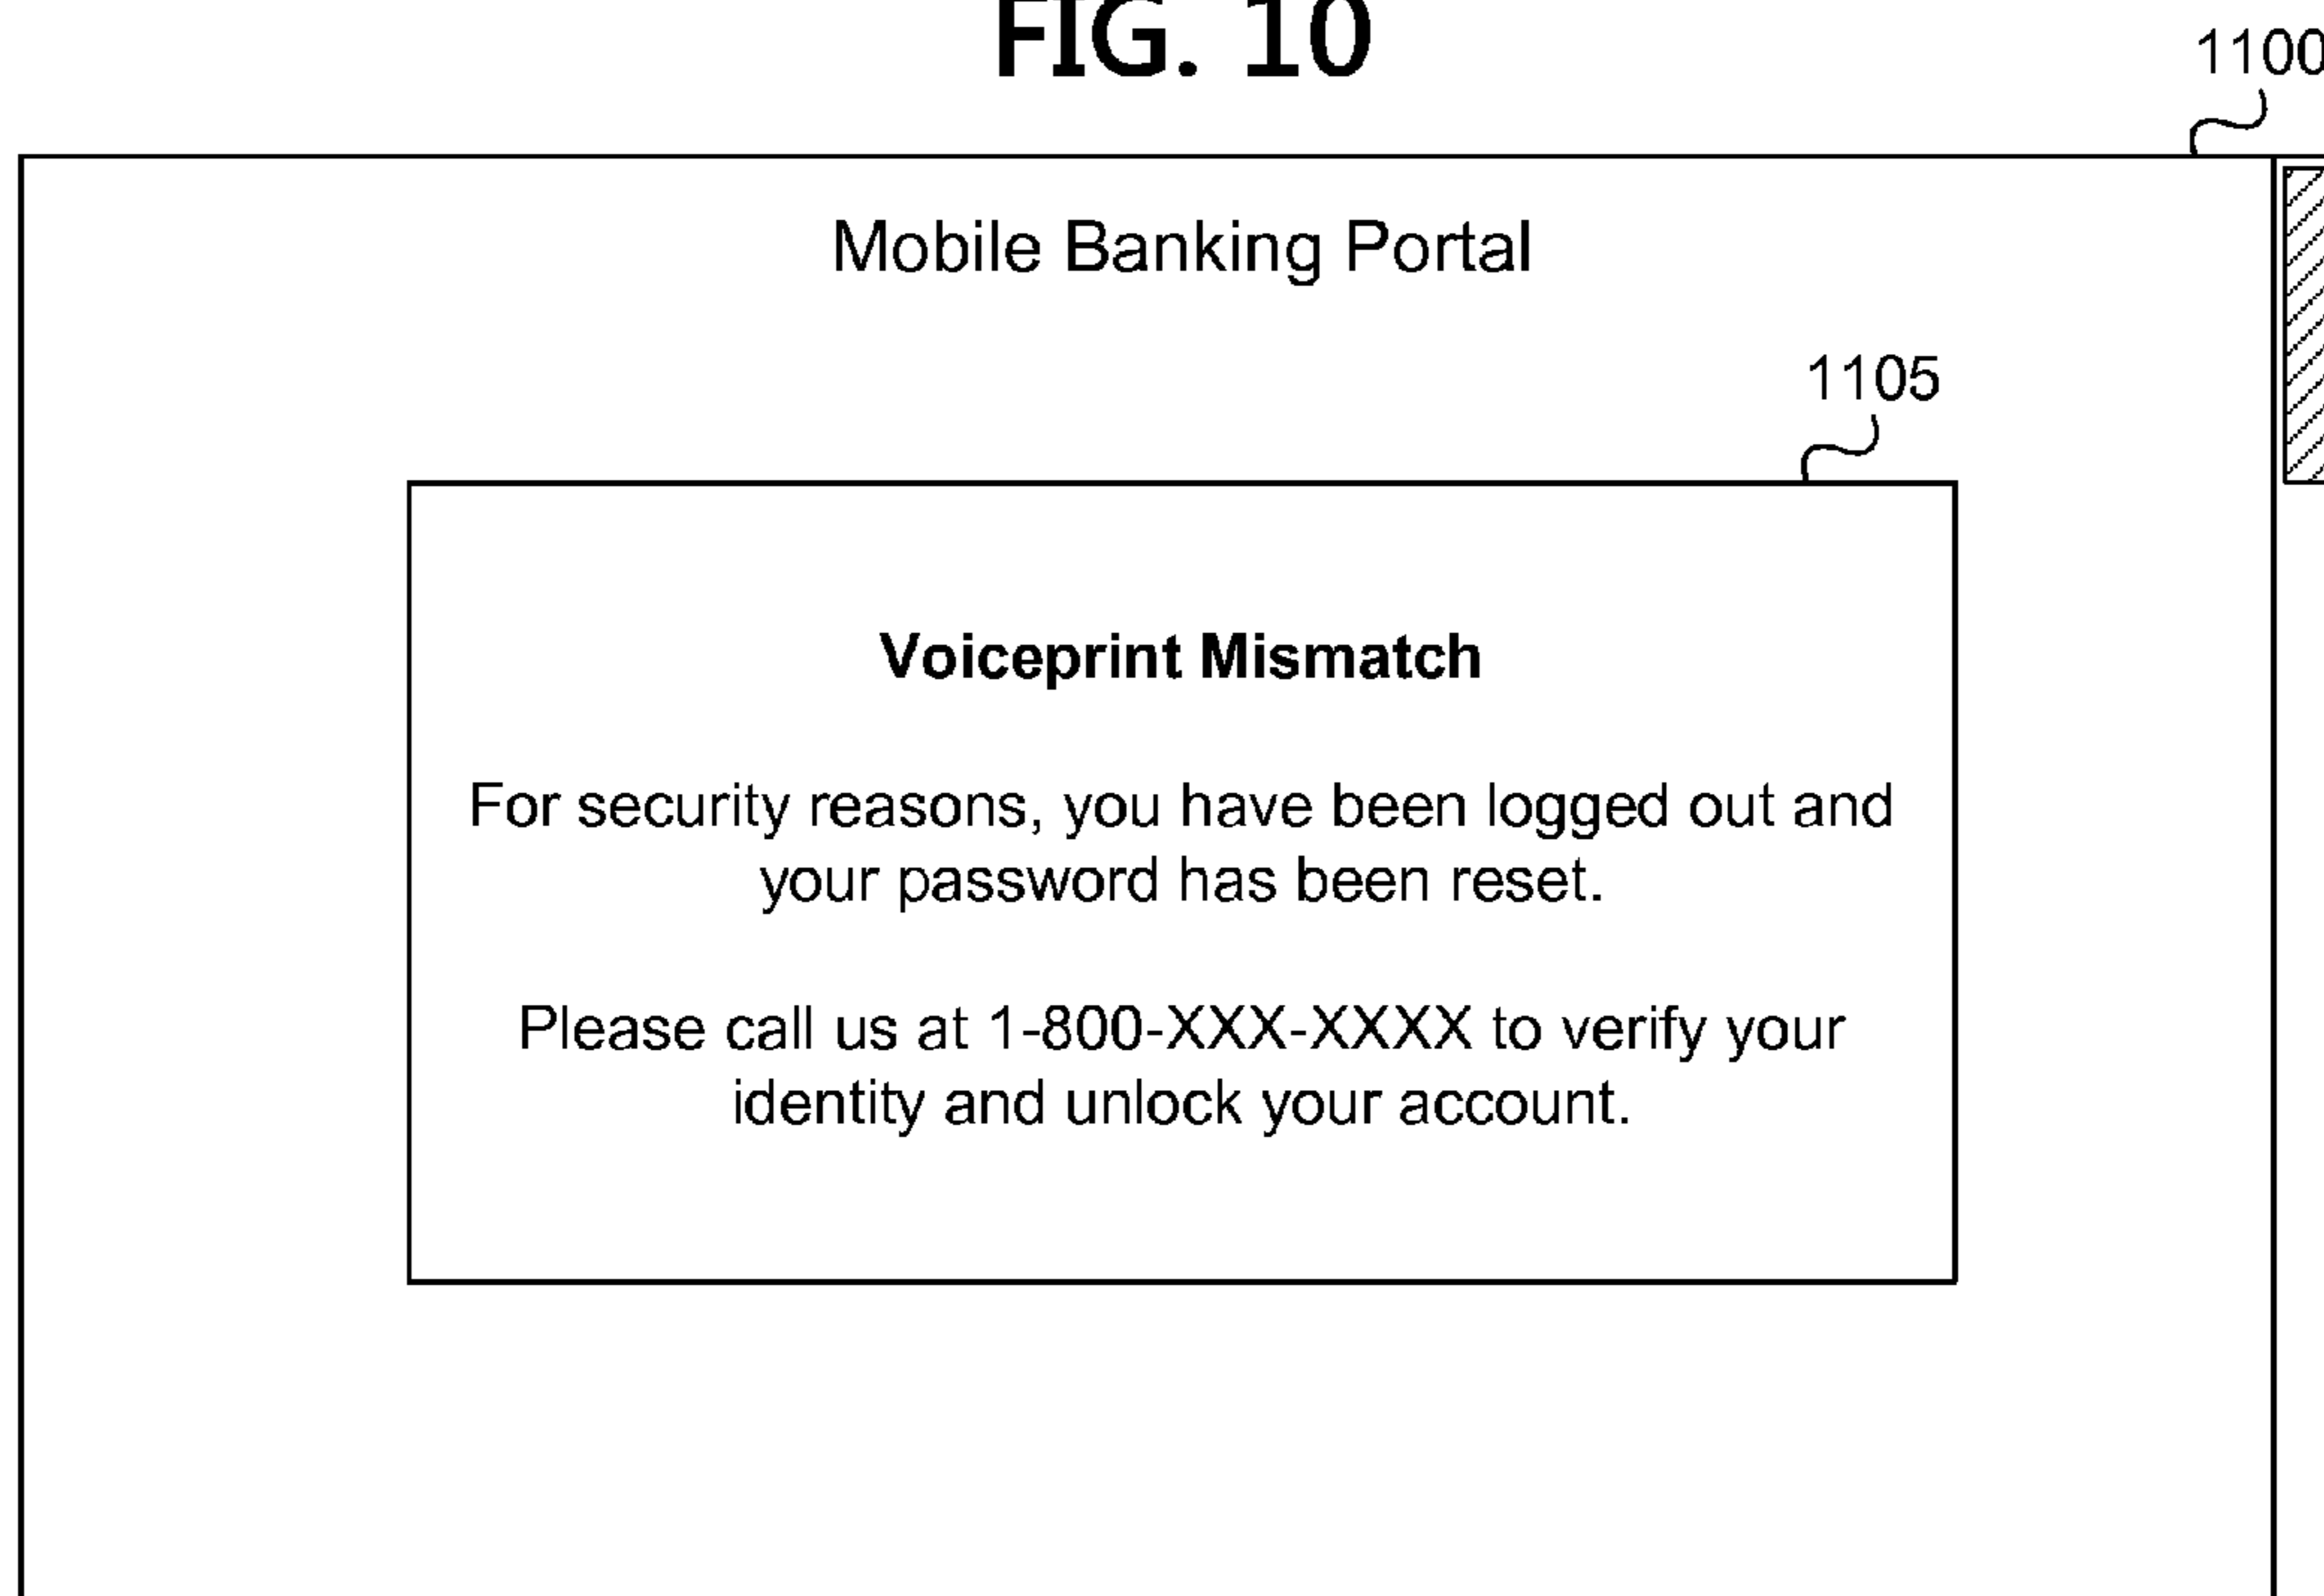 FIG. 10
1100
Mobile Banking Portal
1105
Voiceprint Mismatch
For security reasons, you have been logged out and
your password has been reset.
Please call us at 1-800-XXX-XXXX to verify your
identity and unlock your account.